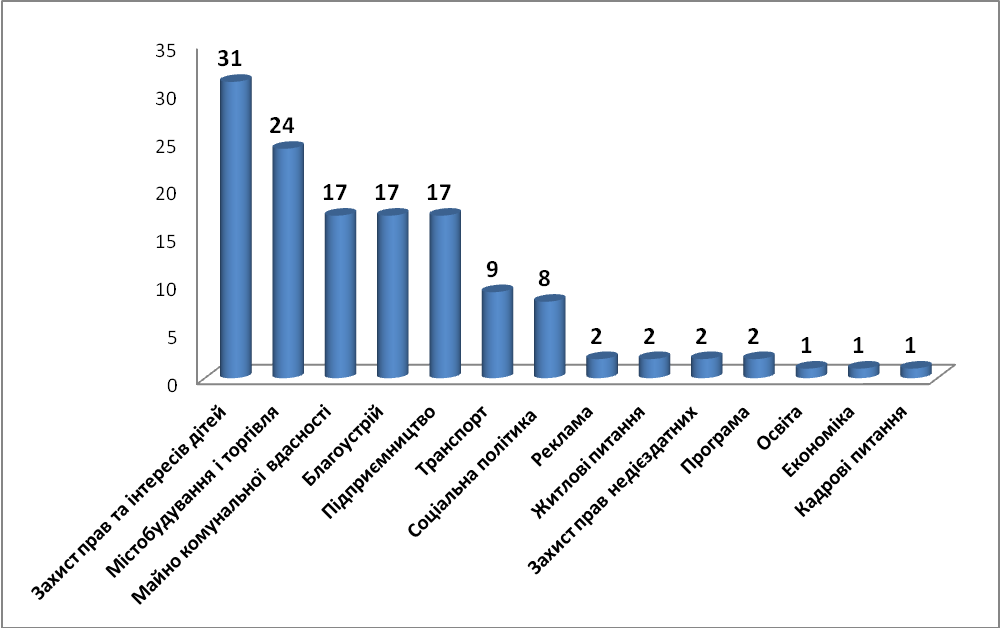 35
30
25
20
15
10
5
0
31
24
17
17
17
9
8
2
2
2
2
1
1
1
Захист прав та інтересів дітей
Містобудування і торгівля
Майно комунальної вдасності
Благоустрій
Підприємництво
Транспорт
Соціальна політика
Реклама
Житлові питання
Захист прав недієздатних
Програма
Освіта
Економіка
Кадрові питання